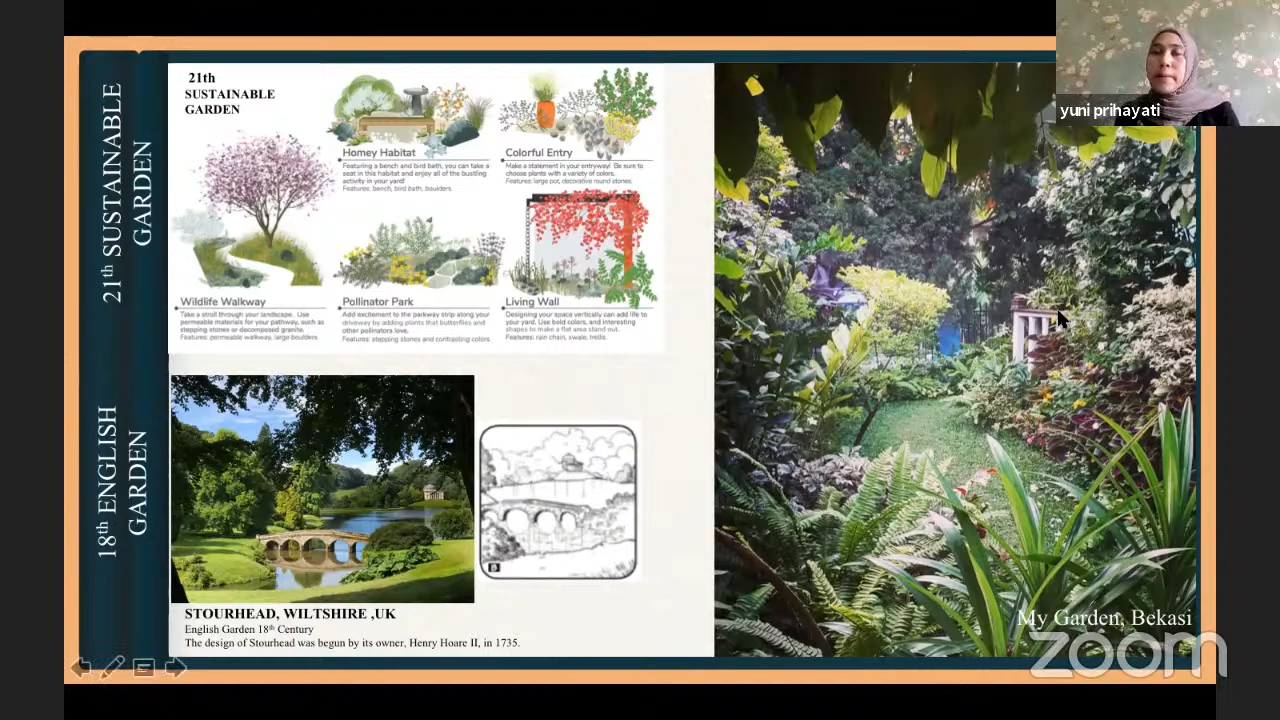 21th SUSTAINABLE
GARDEN
18th ENGLISH
GARDEN
21th
SUSTAINABLE
GARDEN
Homey Habitat
Featuring a bench and bird bath, you can take a
seat in this habitat and enjoy all of the bustling
activity in your yard!
Features: bench, bird bath, boulders.
Colorful Entry
Make a statement in your entryway! Be sure to
choose plants with a variety of colors.
Features: large pot, decorative round stones.
Wildlife Walkway
Take a stroll through your landscape. Use
permeable materials for your pathway, such as
stepping stones or decomposed granite.
Features: permeable walkway, large boulders
Pollinator Park
Add excitement to the parkway strip along your
driveway by adding plants that butterflies and
other pollinators love.
Features: stepping stones and contrasting colors
Living Wall
Designing your space vertically can add life to
your yard. Use bold colors, and interesting
shapes to make a flat area stand out.
Features: rain chain, swale, trellis.
STOURHEAD, WILTSHIRE ,UK
English Garden 18th Century
The design of Stourhead was begun by its owner, Henry Hoare II, in 1735.
yuni prihayati
My Garden, Bekasi
zoom